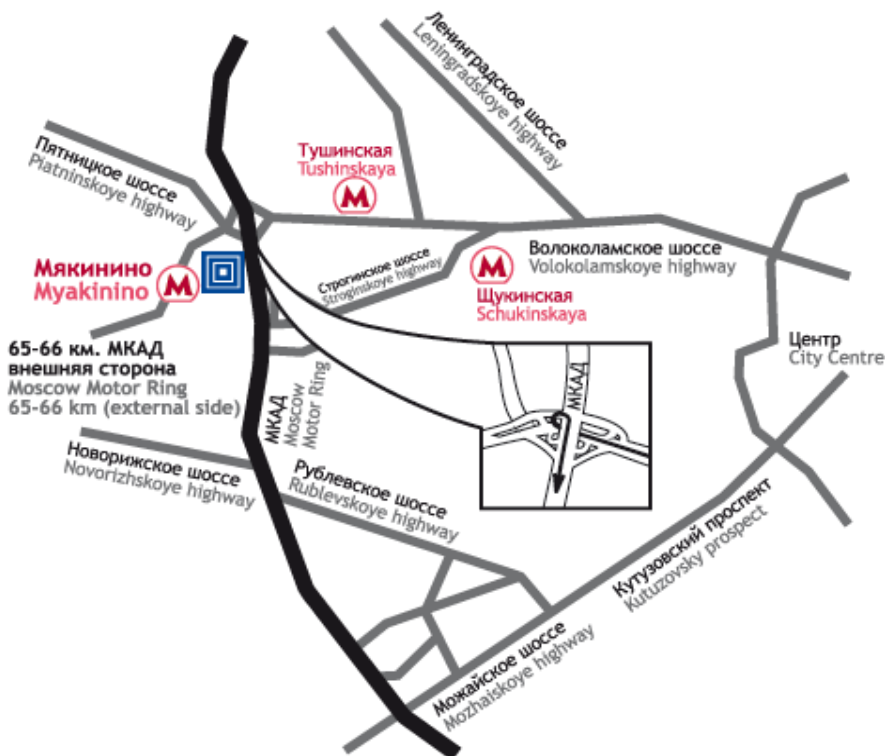 Ленинградское шоссе
Leningradskoye highway
Пятницкое шоссе
Piatninskoye highway
Тушинская
Tushinskaya
M
Мякинино
Myakinino
M
Строгинское шоссе
Stroginskoye highway
M
Щукинская
Schukinskaya
Волоколамское шоссе
Volokolamskoye highway
65-66 км. МКАД
внешняя сторона
Moscow Motor Ring
65-66 km (external side)
МКАД
Moscow
Motor Ring
МКАД
Центр
City Centre
Новорижское шоссе
Novorizhskoye highway
Рублевское шоссе
Rublevskoye highway
Кутузовский проспект
Kutuzovsky prospect
Можайское шоссе
Mozhaiskoye highway